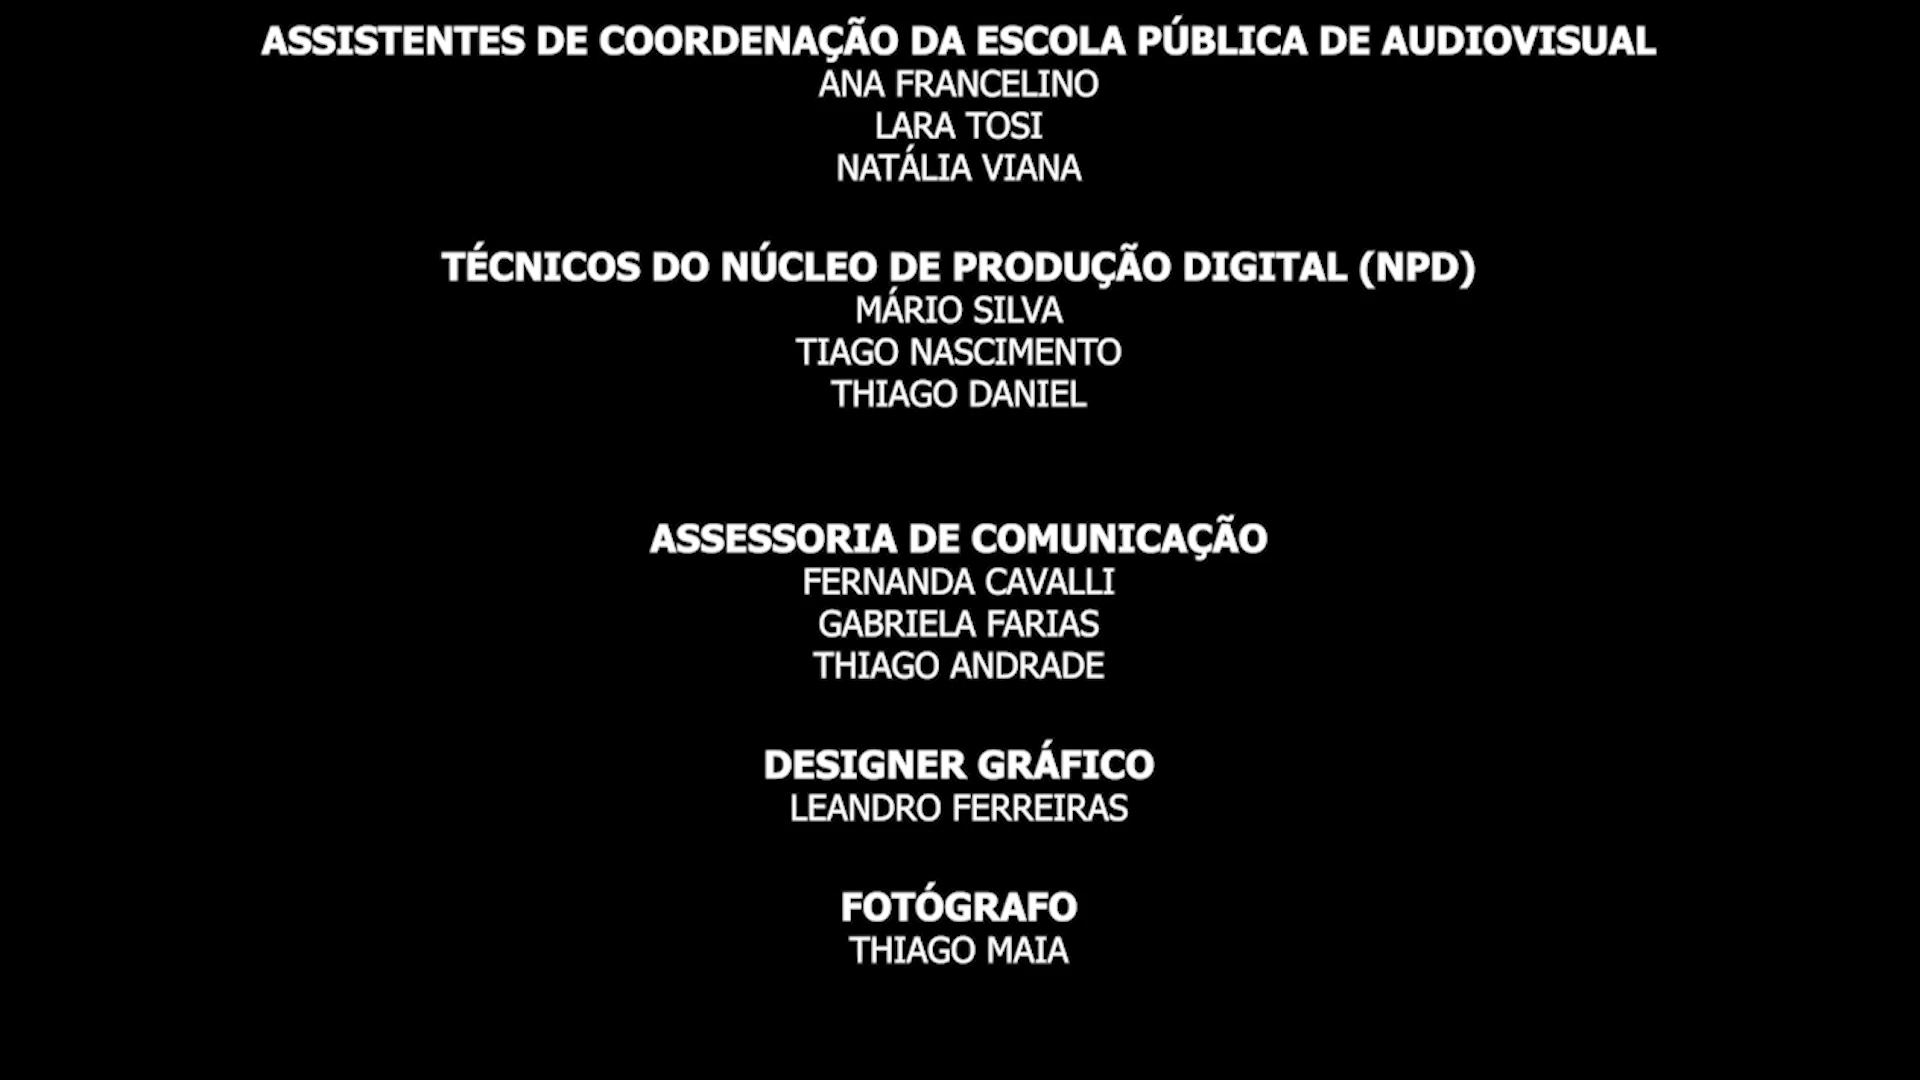 ASSISTENTES DE COORDENAÇÃO DA ESCOLA PÚBLICA DE AUDIOVISUAL
ANA FRANCELINO
LARA TOSI
NATÁLIA VIANA
TÉCNICOS DO NÚCLEO DE PRODUÇÃO DIGITAL (NPD)
MÁRIO SILVA
TIAGO NASCIMENTO
THIAGO DANIEL
ASSESSORIA DE COMUNICAÇÃO
FERNANDA CAVALLI
GABRIELA FARIAS
THIAGO ANDRADE
DESIGNER GRÁFICO
LEANDRO FERREIRAS
FOTÓGRAFO
THIAGO MAIA